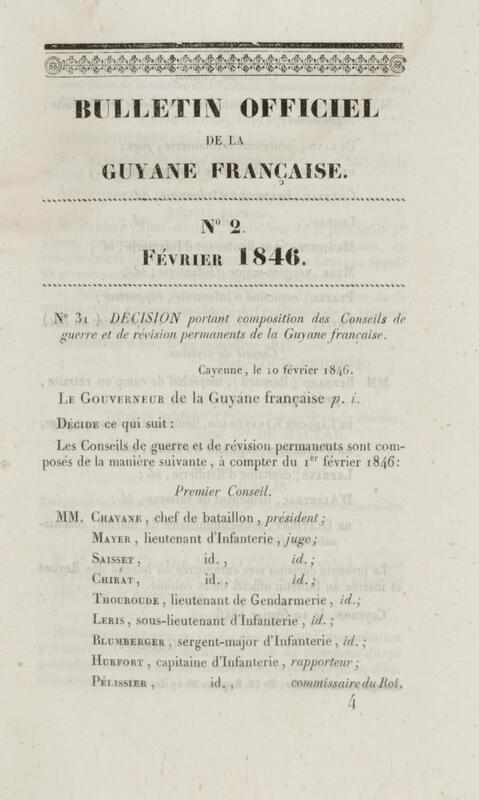 BULLETIN OFFICIEL
DE LA
GUYANE FRANÇAISE.
N° 2.
FÉVRIER 1846.
( N° 31 ) DÉCISION portant composition des Conseils de
guerre et de révision permanents de la Guyane française.
Cayenne, le 10 février 1846.
LE GOUVERNEUR de la Guyane française p. i.
DÉCIDE ce qui suit :
Les Conseils de guerre et de révision permanents sont com-
posés de la manière suivante, à compter du 1er février 1846:
Premier Conseil.
MM. CHAVANE, chef de bataillon, président;
MAYER, lieutenant d'Infanterie, juge;
SAISSET, id., id.;
CHIRAT, id., id.;
THOUROUDE, lieutenant de Gendarmerie, id.;
LERIS, sous-lieutenant d'Infanterie, id.;
BLUMBERGER, sergent-major d'Infanterie, id.;
HURFORT, capitaine d'Infanterie, rapporteur;
PÉLISSIER, id., commissaire du Roi.
4